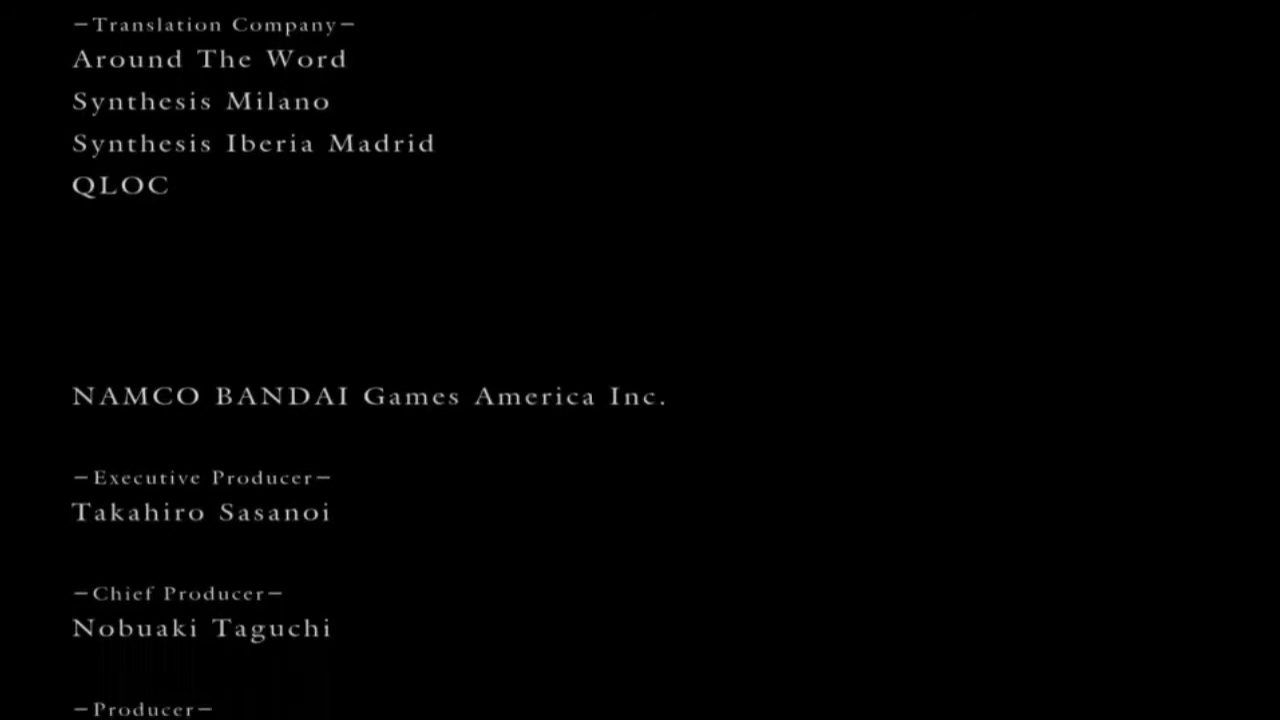 —Translation Company—
Around The Word
Synthesis Milano
Synthesis Iberia Madrid
QLOC
NAMCO BANDAI Games America Inc.
—Executive Producer—
Takahiro Sasanoi
—Chief Producer—
Nobuaki Taguchi
—Producer—